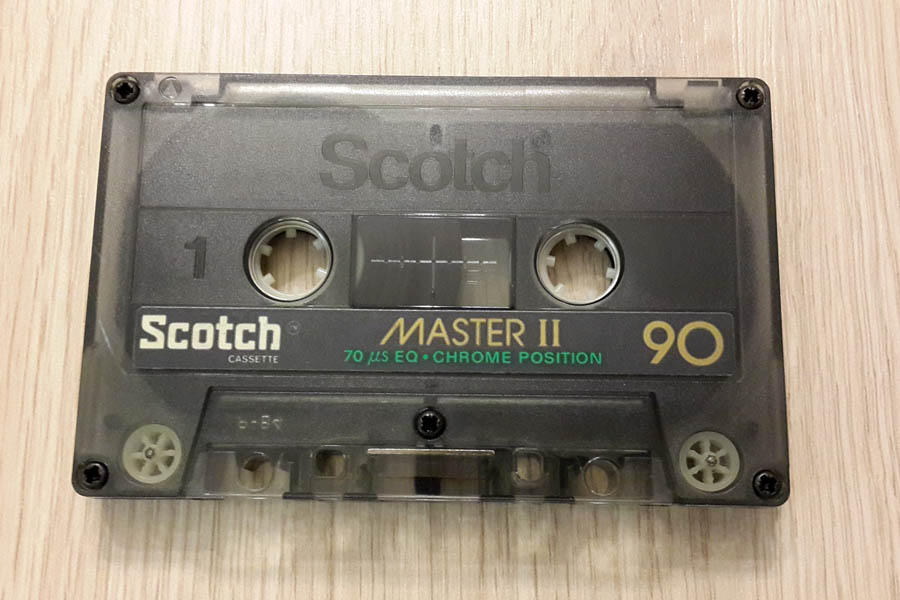 Scotch
1
Scotch
CASSETTE
MASTER II
70 µs EQ • CHROME POSITION
90